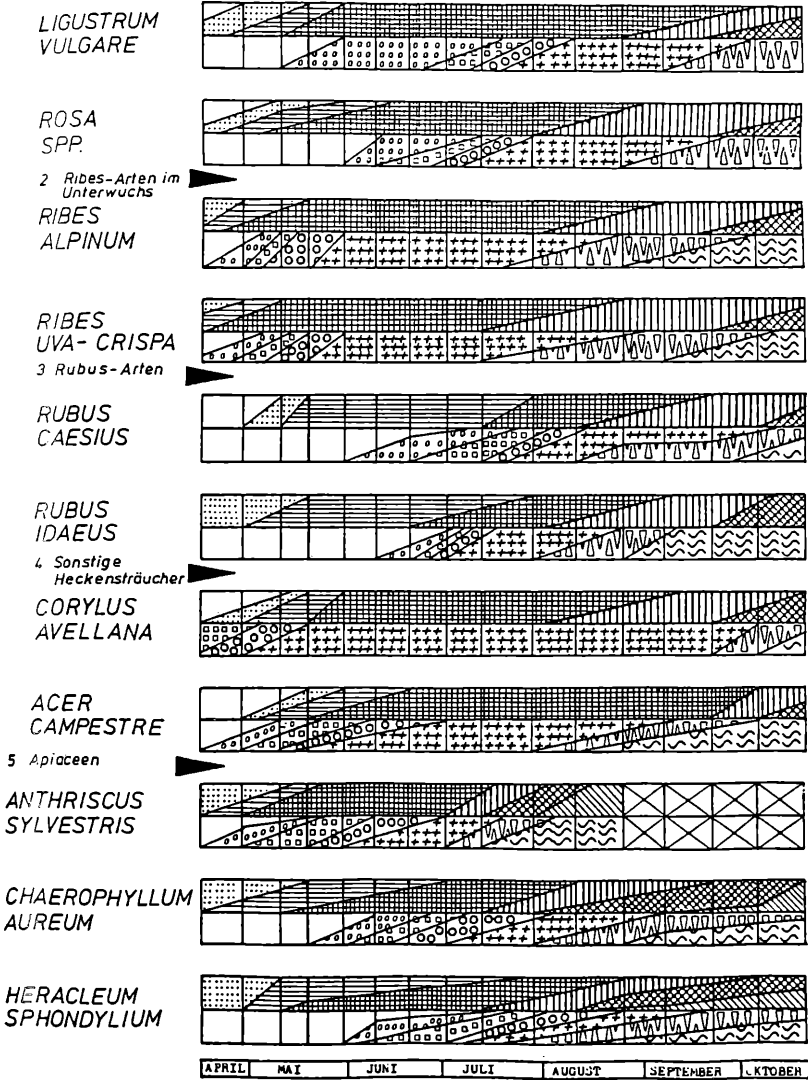 LIGUSTRUM
VULGARE
ROSA
SPP.
2 Ribes-Arten im
Unterwuchs
RIBES
ALPINUM
RIBES
UVA-CRISPA
3 Rubus-Arten
RUBUS
CAESIUS
RUBUS
IDAEUS
4 Sonstige
Heckensträucher
CORYLUS
AVELLANA
ACER
CAMPESTRE
5 Apiaceen
ANTHRISCUS
SYLVESTRIS
CHAEROPHYLLUM
AUREUM
HERACLEUM
SPHONDYLIUM
APRIL MAI JUNI JULI AUGUST SEPTEMBER OKTOBER